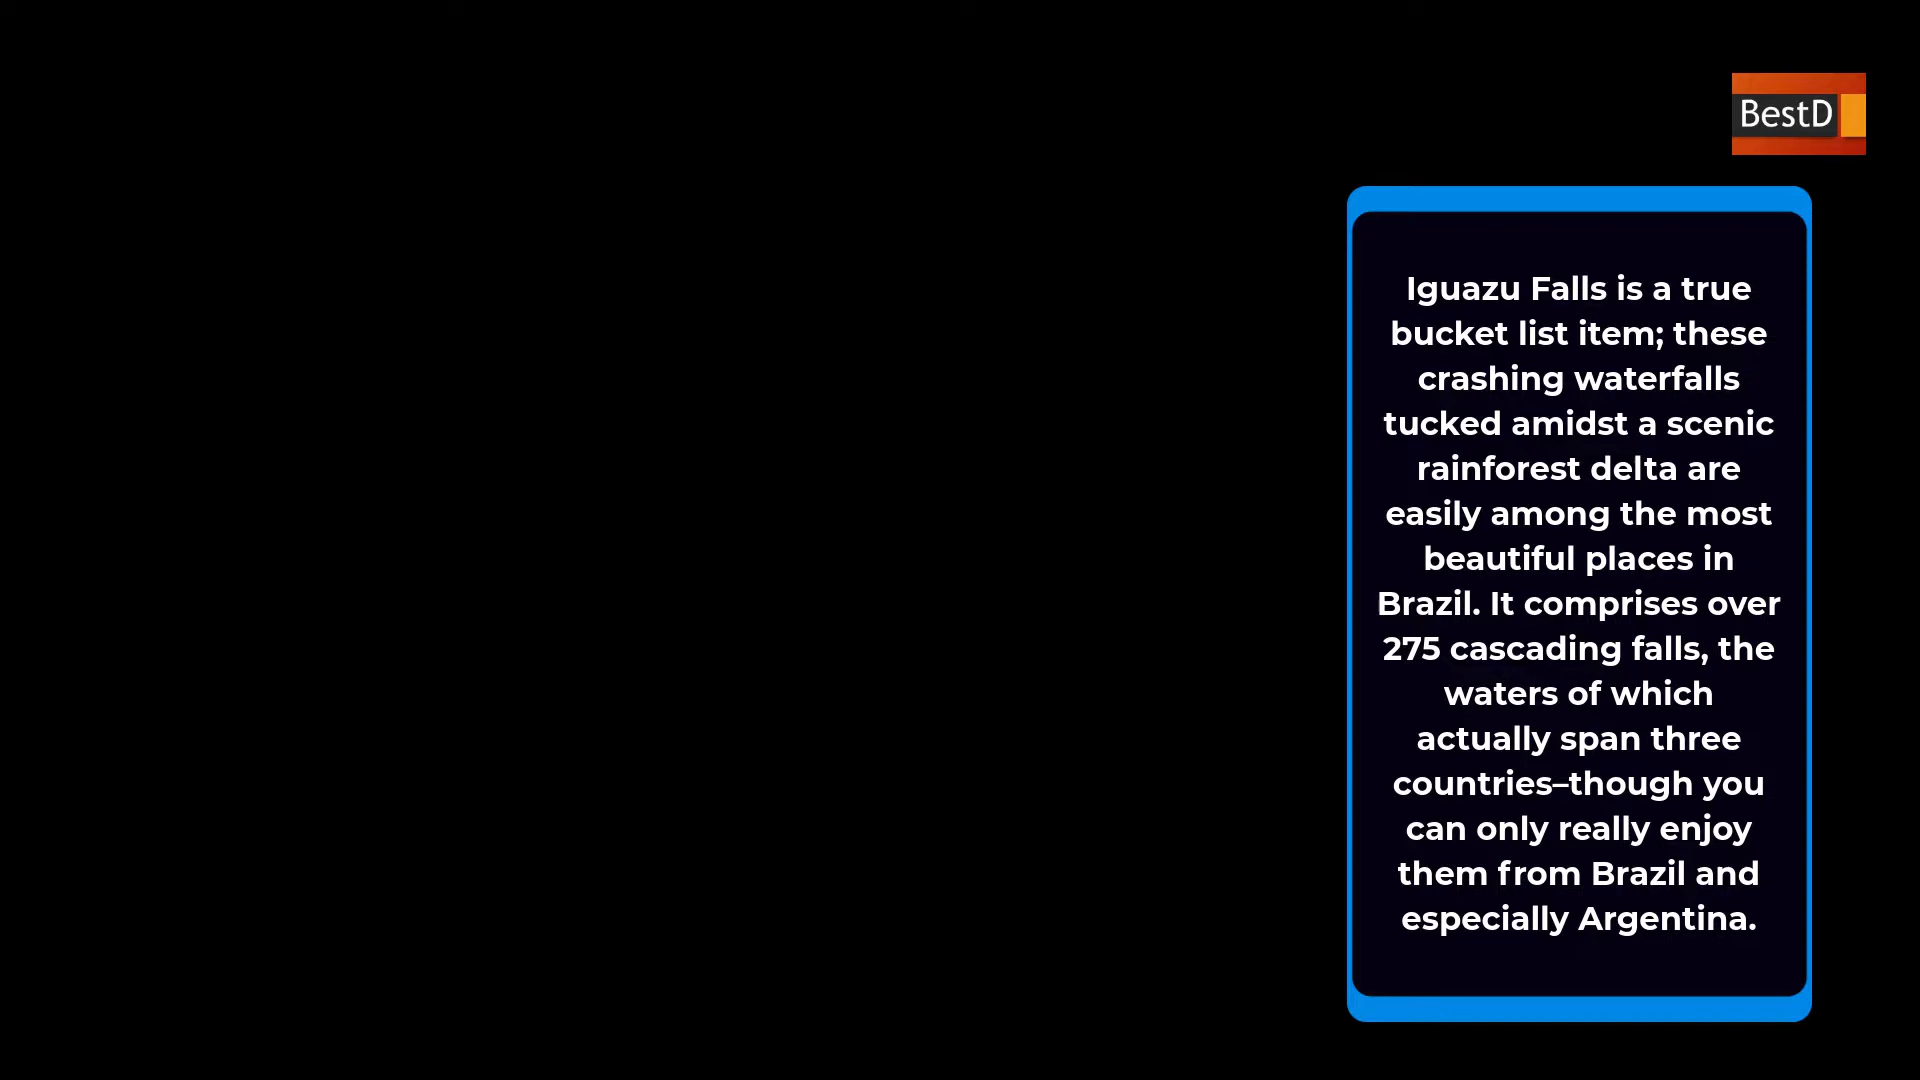 BestD
Iguazu Falls is a true
bucket list item; these
crashing waterfalls
tucked amidst a scenic
rainforest delta are
easily among the most
beautiful places in
Brazil. It comprises over
275 cascading falls, the
waters of which
actually span three
countries–though you
can only really enjoy
them from Brazil and
especially Argentina.